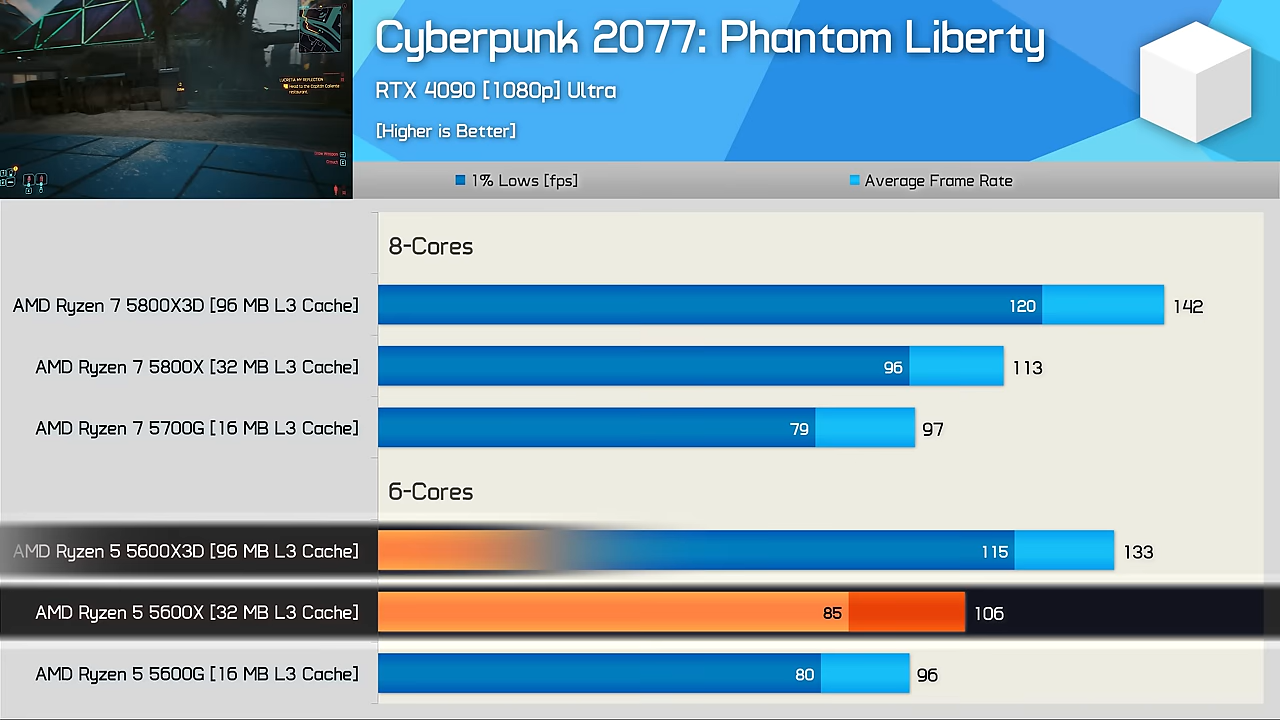 Cyberpunk 2077: Phantom Liberty
RTX 4090 [1080p] Ultra
[Higher is Better]
1% Lows [fps]
Average Frame Rate
8-Cores
AMD Ryzen 7 5800X3D [96 MB L3 Cache] 120 142
AMD Ryzen 7 5800X [32 MB L3 Cache] 96 113
AMD Ryzen 7 5700G [16 MB L3 Cache] 79 97
6-Cores
AMD Ryzen 5 5600X3D [96 MB L3 Cache] 115 133
AMD Ryzen 5 5600X [32 MB L3 Cache] 85 106
AMD Ryzen 5 5600G [16 MB L3 Cache] 80 96